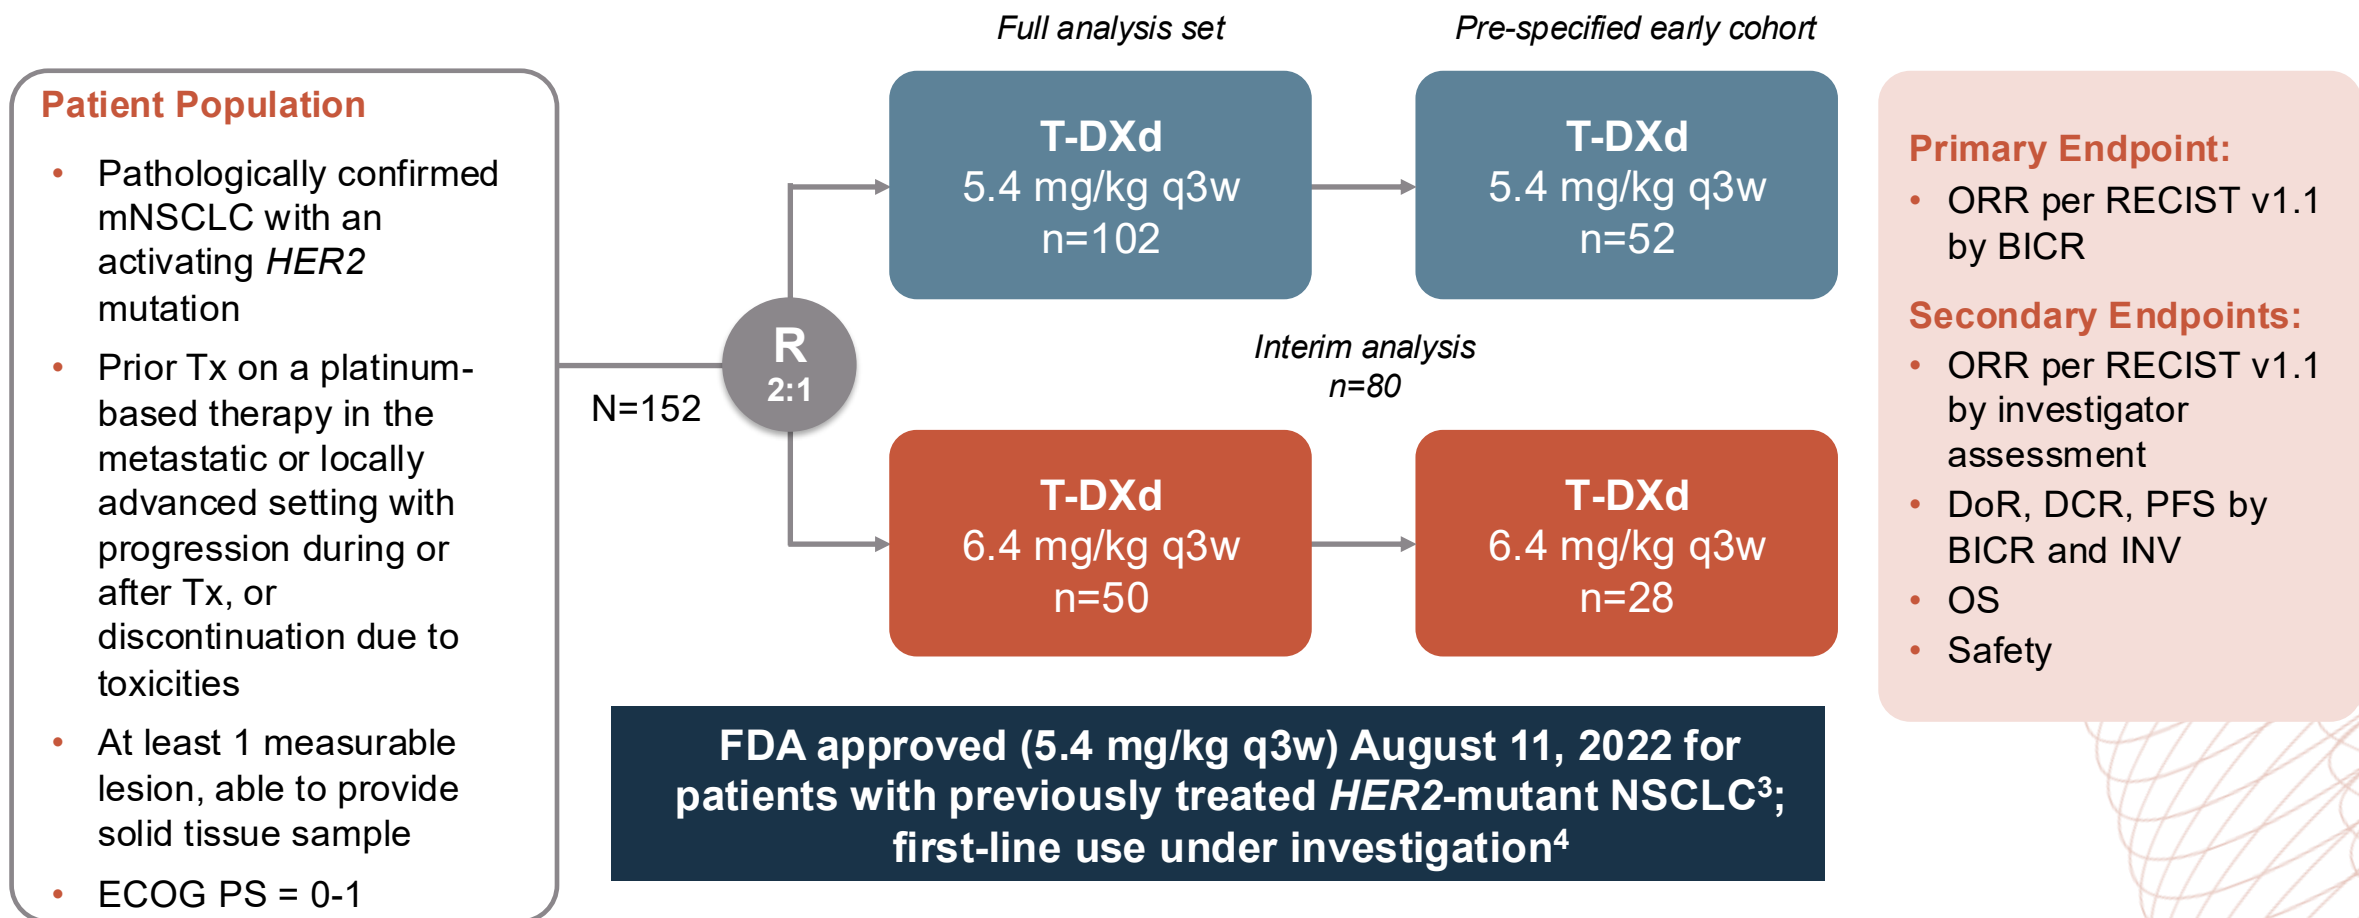 Full analysis set
Pre-specified early cohort
Patient Population
• Pathologically confirmed
mNSCLC with an
activating HER2
mutation
• Prior Tx on a platinum-
based therapy in the
metastatic or locally
advanced setting with
progression during or
after Tx, or
discontinuation due to
toxicities
• At least 1 measurable
lesion, able to provide
solid tissue sample
• ECOG PS = 0-1
N=152
R
2:1
T-DXd
5.4 mg/kg q3w
n=102
T-DXd
5.4 mg/kg q3w
n=52
Interim analysis
n=80
T-DXd
6.4 mg/kg q3w
n=50
T-DXd
6.4 mg/kg q3w
n=28
FDA approved (5.4 mg/kg q3w) August 11, 2022 for
patients with previously treated HER2-mutant NSCLC³;
first-line use under investigation⁴
Primary Endpoint:
• ORR per RECIST v1.1
by BICR
Secondary Endpoints:
• ORR per RECIST v1.1
by investigator
assessment
• DoR, DCR, PFS by
BICR and INV
• OS
• Safety